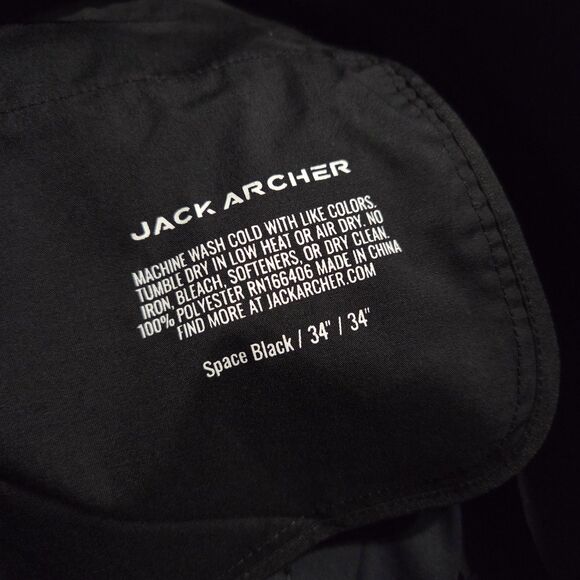 JACK ARCHER
MACHINE WASH COLD WITH LIKE COLORS.
TUMBLE DRY IN LOW HEAT OR AIR DRY. NO
IRON, BLEACH, SOFTENERS, OR DRY CLEAN.
100% POLYESTER RN166406 MADE IN CHINA
FIND MORE AT JACKARCHER.COM
Space Black / 34" / 34"